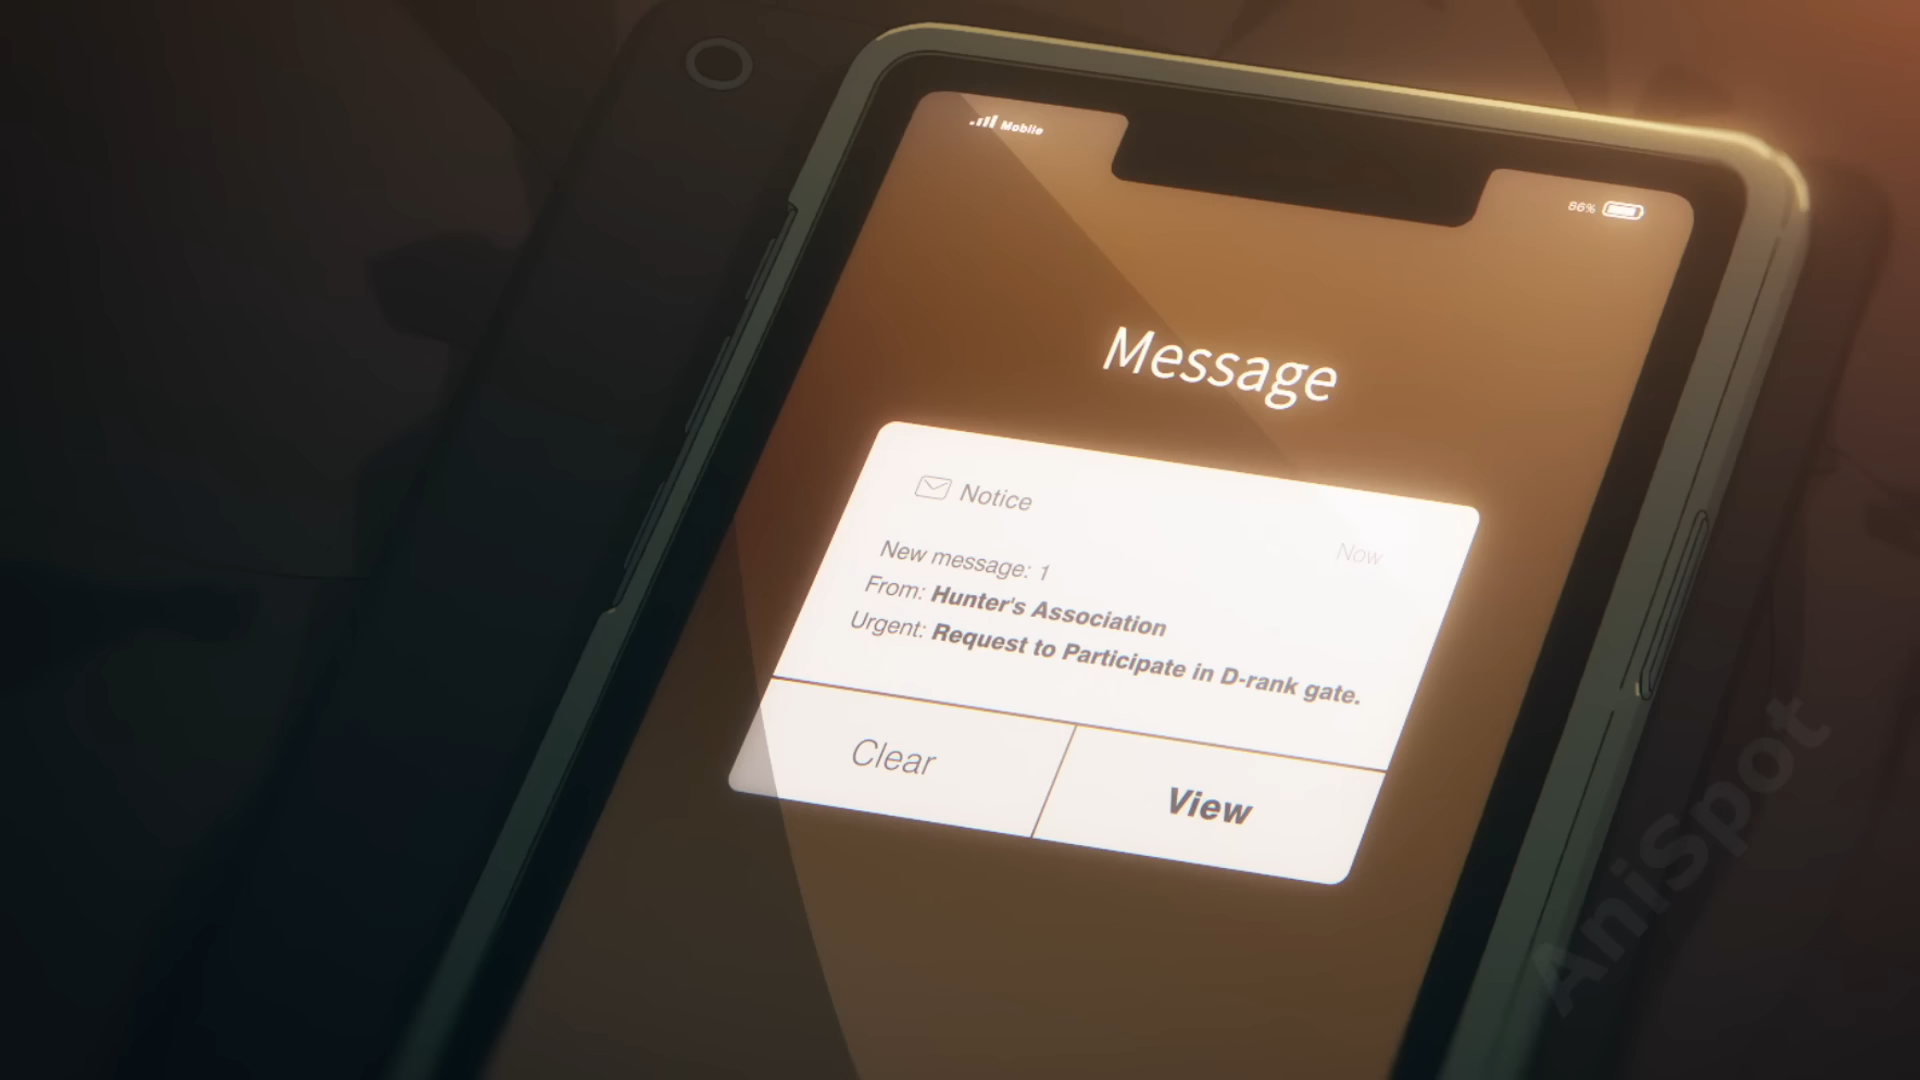 Mobile
86%
Message
Notice
Now
New message: 1
From: Hunter's Association
Urgent: Request to Participate in D-rank gate.
Clear
View
AniSpot